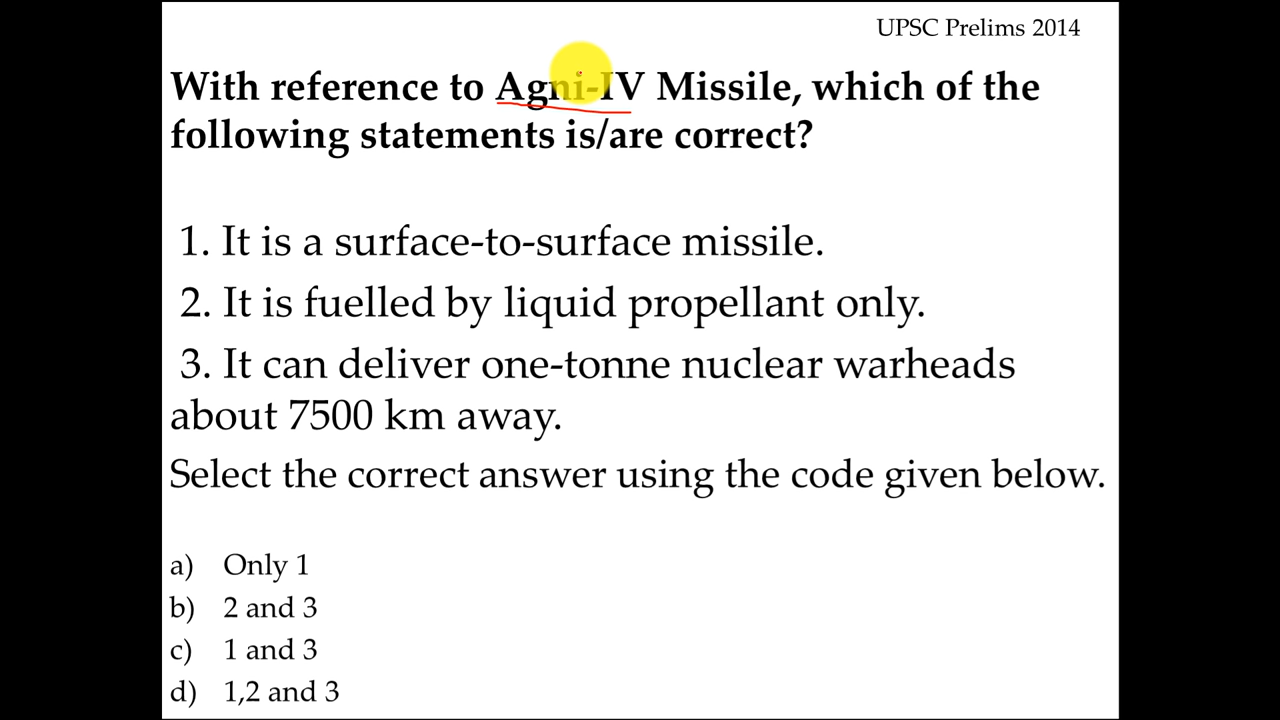 UPSC Prelims 2014
With reference to Agni-IV Missile, which of the
following statements is/are correct?
1. It is a surface-to-surface missile.
2. It is fuelled by liquid propellant only.
3. It can deliver one-tonne nuclear warheads
about 7500 km away.
Select the correct answer using the code given below.
a) Only 1
b) 2 and 3
c) 1 and 3
d) 1,2 and 3